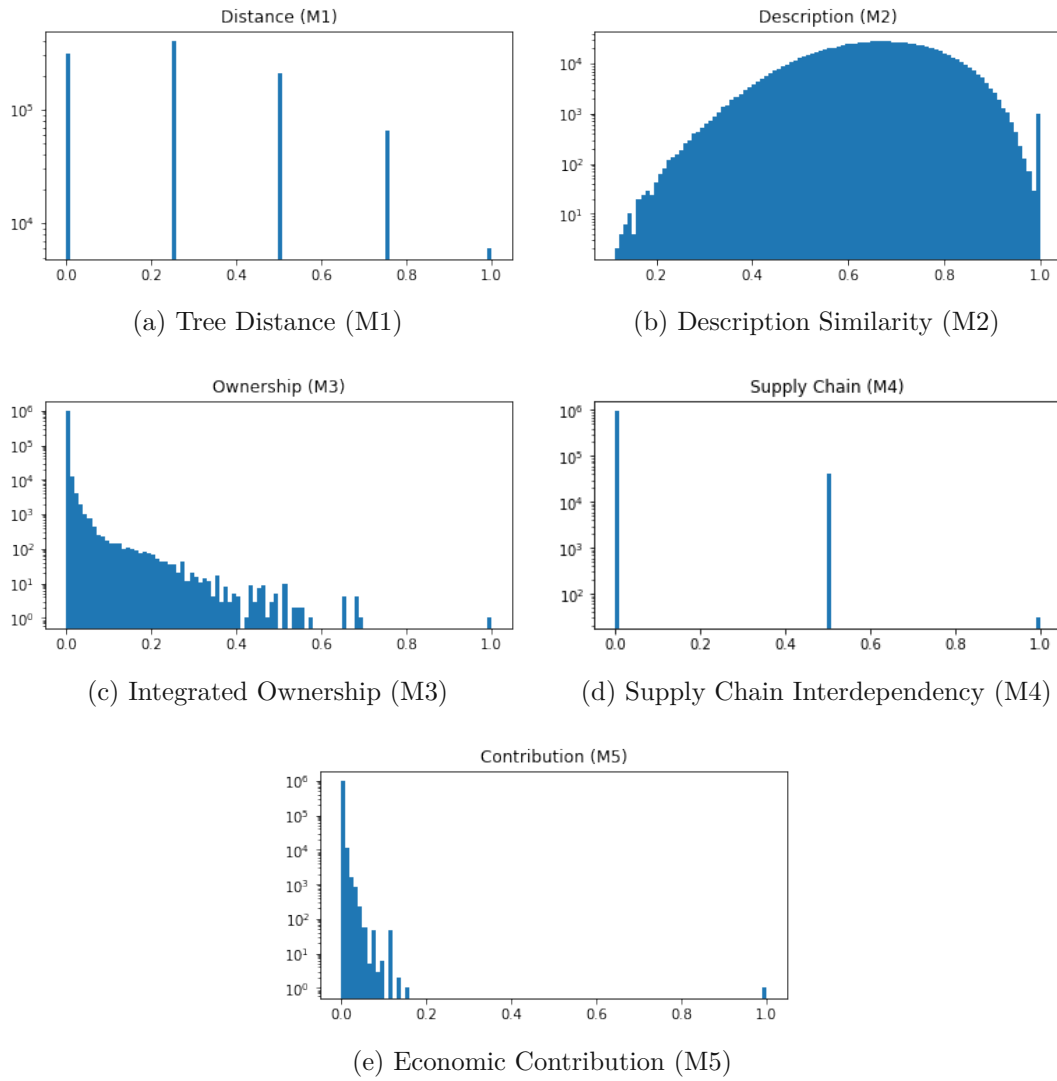 Distance (M1)
10^5
10^4
0.0 0.2 0.4 0.6 0.8 1.0
(a) Tree Distance (M1)
Description (M2)
10^4
10^3
10^2
10^1
0.2 0.4 0.6 0.8 1.0
(b) Description Similarity (M2)
Ownership (M3)
10^6
10^5
10^4
10^3
10^2
10^1
10^0
0.0 0.2 0.4 0.6 0.8 1.0
(c) Integrated Ownership (M3)
Supply Chain (M4)
10^6
10^5
10^4
10^3
10^2
0.0 0.2 0.4 0.6 0.8 1.0
(d) Supply Chain Interdependency (M4)
Contribution (M5)
10^6
10^5
10^4
10^3
10^2
10^1
10^0
0.0 0.2 0.4 0.6 0.8 1.0
(e) Economic Contribution (M5)